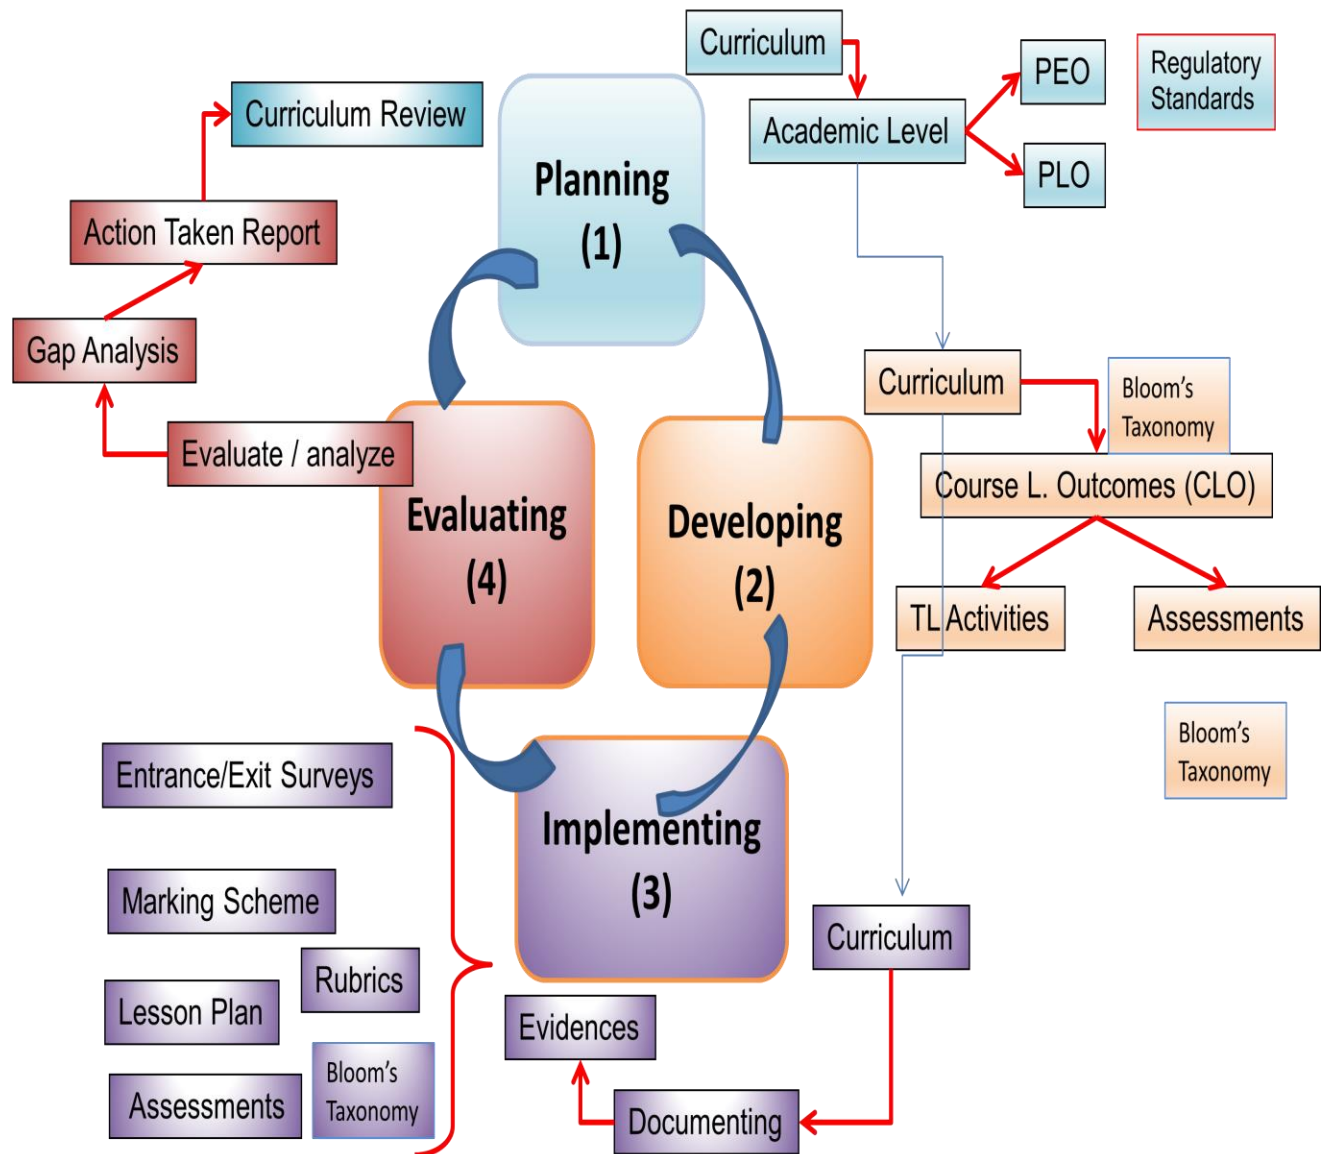 Curriculum
Academic Level
PEO
PLO
Regulatory
Standards
Curriculum Review
Action Taken Report
Gap Analysis
Evaluate / analyze
Planning
(1)
Evaluating
(4)
Developing
(2)
Implementing
(3)
Curriculum
Bloom's
Taxonomy
Course L. Outcomes (CLO)
TL Activities
Assessments
Bloom's
Taxonomy
Entrance/Exit Surveys
Marking Scheme
Rubrics
Lesson Plan
Assessments
Bloom's
Taxonomy
Curriculum
Evidences
Documenting